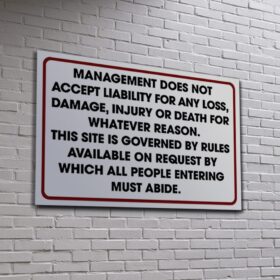 MANAGEMENT DOES NOT
ACCEPT LIABILITY FOR ANY LOSS,
DAMAGE, INJURY OR DEATH FOR
WHATEVER REASON.
THIS SITE IS GOVERNED BY RULES
AVAILABLE ON REQUEST BY
WHICH ALL PEOPLE ENTERING
MUST ABIDE.